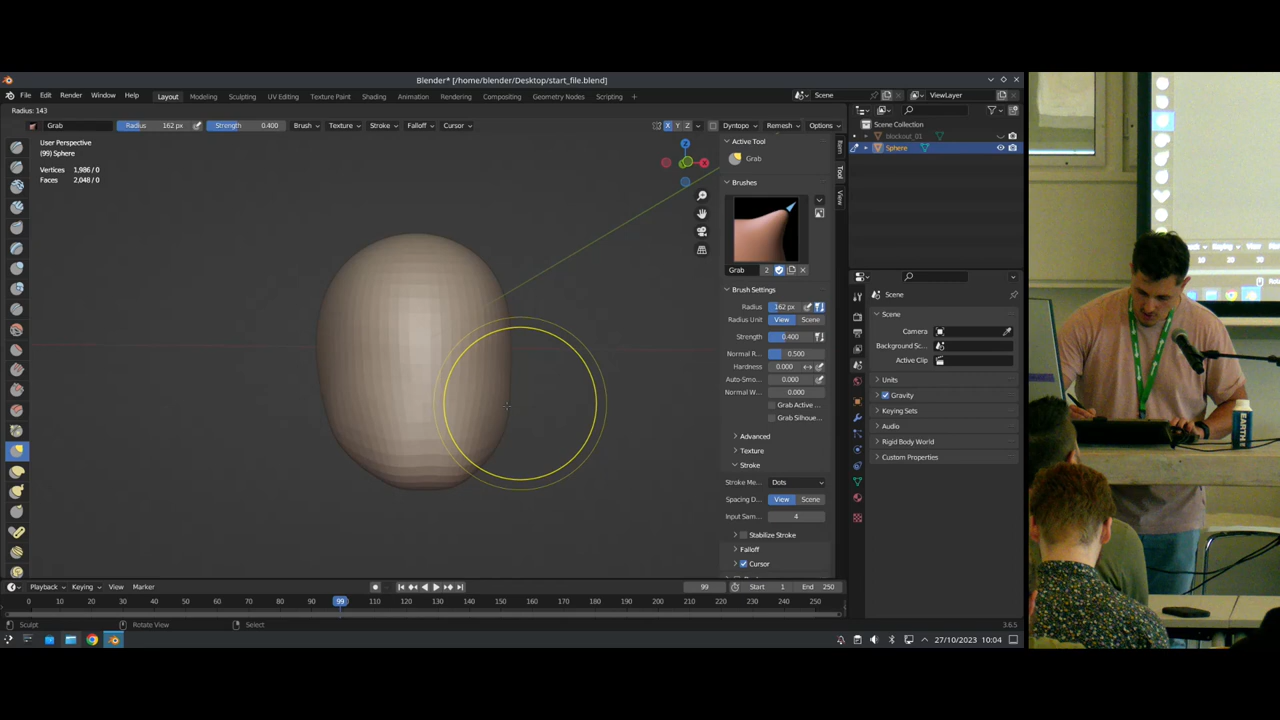 Blender* [/home/blender/Desktop/start_file.blend]
File Edit Render Window Help Layout Modeling Sculpting UV Editing Texture Paint Shading Animation Rendering Compositing Geometry Nodes Scripting + Scene ViewLayer
Radius: 143
Grab Radius 162 px Strength 0.400 Brush Texture Stroke Falloff Cursor X Y Z Dyntopo Remesh Options
Scene Collection
blockout_01
Sphere
User Perspective
(99) Sphere
Vertices 1,986 / 0
Faces 2,048 / 0
Z
X
Active Tool
Grab
Brushes
Grab 2
Brush Settings
Radius 162 px
Radius Unit View Scene
Strength 0.400
Normal R... 0.500
Hardness 0.000
Auto-Smo... 0.000
Normal W... 0.000
Grab Active ...
Grab Silhoue...
Advanced
Texture
Stroke
Stroke Me... Dots
Spacing D... View Scene
Input Sam... 4
Stabilize Stroke
Falloff
Cursor
Item
Tool
View
Scene
Scene
Camera
Background Sc...
Active Clip
Units
Gravity
Keying Sets
Audio
Rigid Body World
Custom Properties
Playback Keying View Marker 99 Start 1 End 250
0 10 20 30 40 50 60 70 80 90 99 110 120 130 140 150 160 170 180 190 200 210 220 230 240 250
Sculpt Rotate View Select 3.6.5
27/10/2023 10:04
EARTH